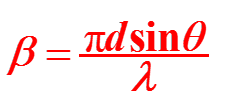 β = πd sinθ / λ